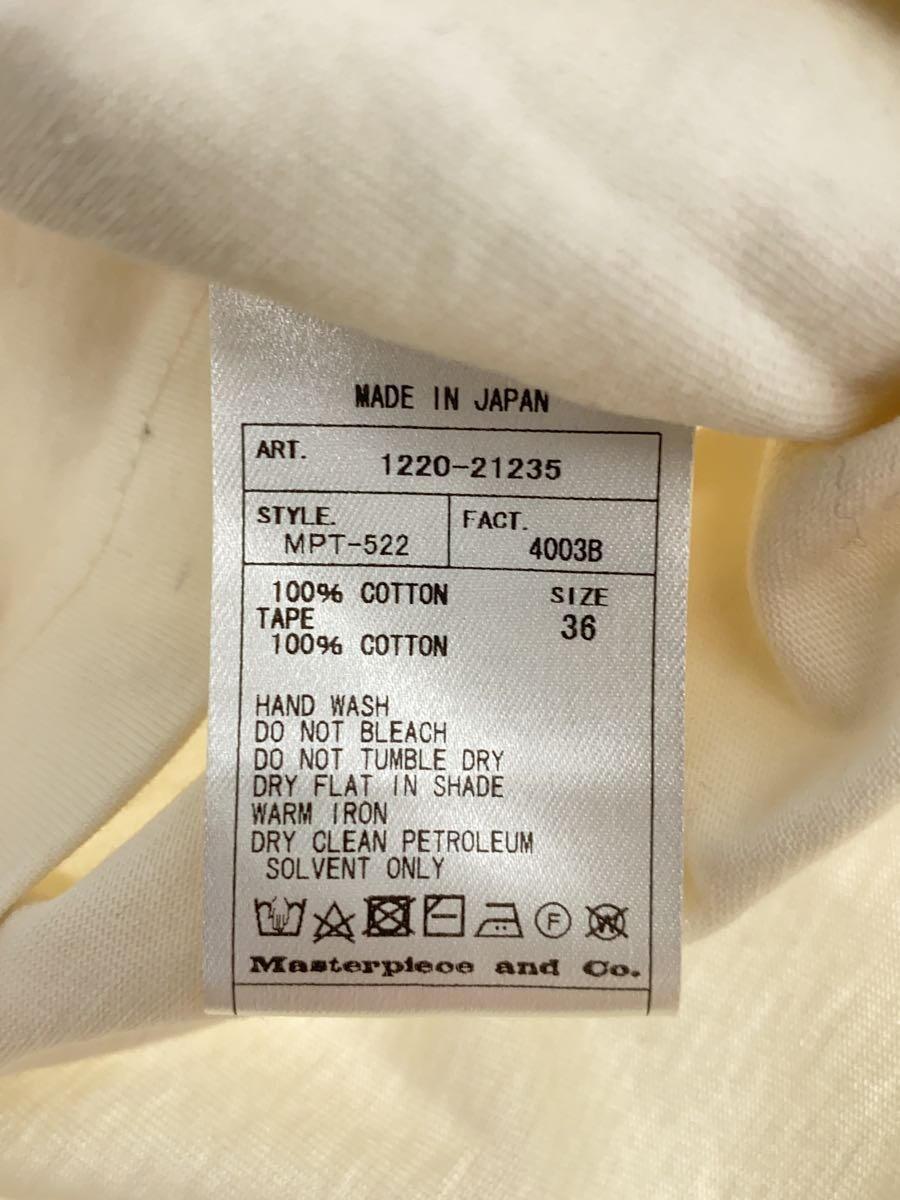 MADE IN JAPAN
ART. 1220-21235
STYLE. FACT.
MPT-522 4003B
100% COTTON SIZE
TAPE 36
100% COTTON
HAND WASH
DO NOT BLEACH
DO NOT TUMBLE DRY
DRY FLAT IN SHADE
WARM IRON
DRY CLEAN PETROLEUM
SOLVENT ONLY
F W
Masterpiece and Co.